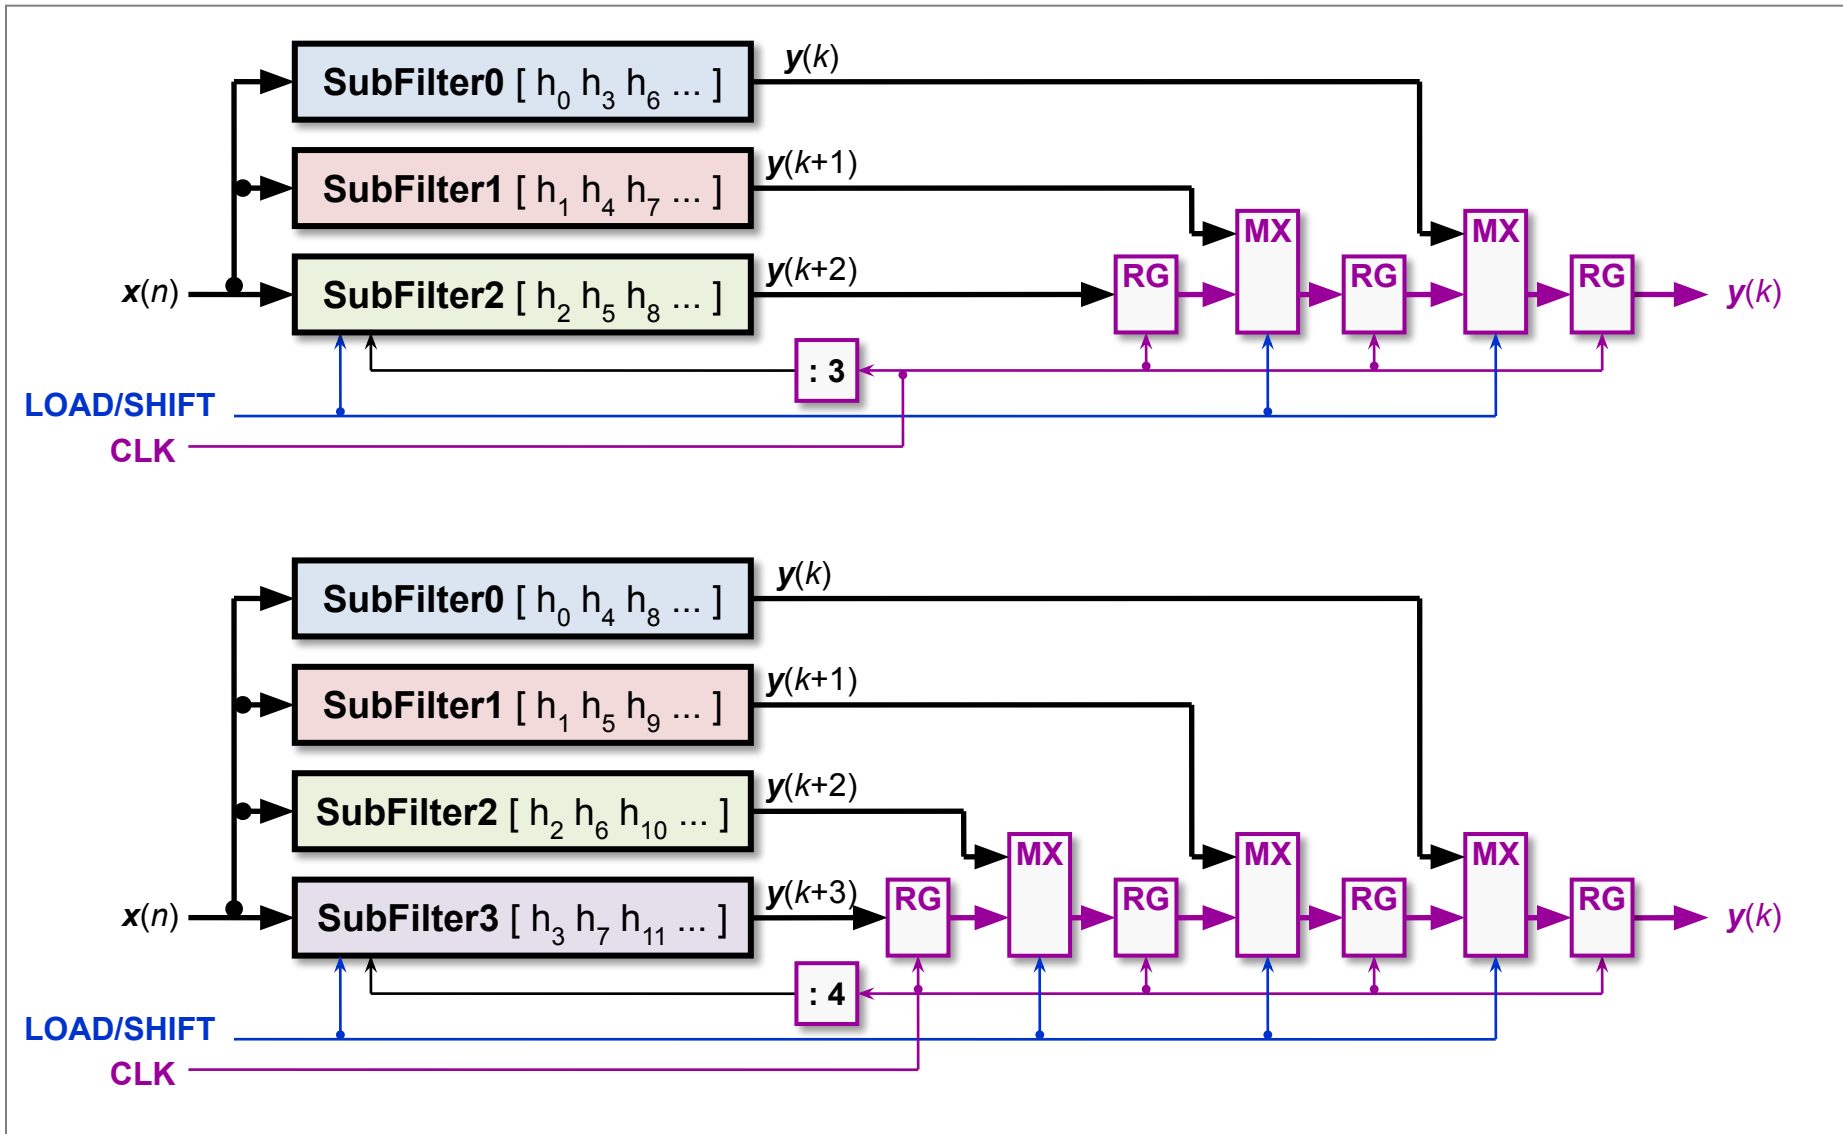 SubFilter0 [ h0 h3 h6 ... ] y(k)
SubFilter1 [ h1 h4 h7 ... ] y(k+1)
MX MX
SubFilter2 [ h2 h5 h8 ... ] y(k+2)
RG RG RG
x(n) y(k)
: 3
LOAD/SHIFT
CLK
SubFilter0 [ h0 h4 h8 ... ] y(k)
SubFilter1 [ h1 h5 h9 ... ] y(k+1)
SubFilter2 [ h2 h6 h10 ... ] y(k+2)
MX MX MX
SubFilter3 [ h3 h7 h11 ... ] y(k+3)
RG RG RG RG
x(n) y(k)
: 4
LOAD/SHIFT
CLK